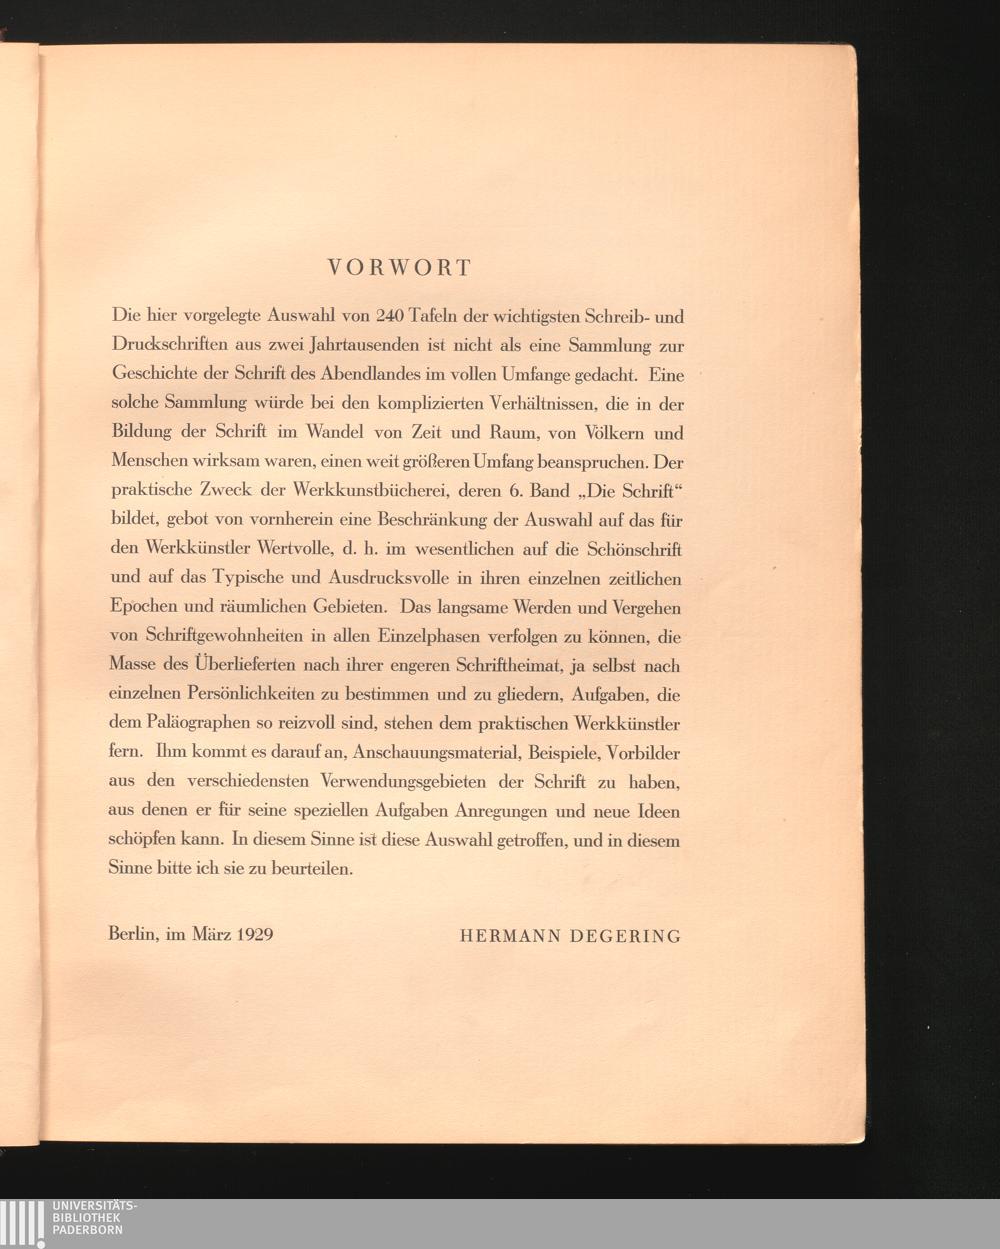 VORWORT
Die hier vorgelegte Auswahl von 240 Tafeln der wichtigsten Schreib- und
Druckschriften aus zwei Jahrtausenden ist nicht als eine Sammlung zur
Geschichte der Schrift des Abendlandes im vollen Umfange gedacht. Eine
solche Sammlung würde bei den komplizierten Verhältnissen, die in der
Bildung der Schrift im Wandel von Zeit und Raum, von Völkern und
Menschen wirksam waren, einen weit größeren Umfang beanspruchen. Der
praktische Zweck der Werkkunstbücherei, deren 6. Band „Die Schrift“
bildet, gebot von vornherein eine Beschränkung der Auswahl auf das für
den Werkkünstler Wertvolle, d. h. im wesentlichen auf die Schönschrift
und auf das Typische und Ausdrucksvolle in ihren einzelnen zeitlichen
Epochen und räumlichen Gebieten. Das langsame Werden und Vergehen
von Schriftgewohnheiten in allen Einzelphasen verfolgen zu können, die
Masse des Überlieferten nach ihrer engeren Schriftheimat, ja selbst nach
einzelnen Persönlichkeiten zu bestimmen und zu gliedern, Aufgaben, die
dem Paläographen so reizvoll sind, stehen dem praktischen Werkkünstler
fern. Ihm kommt es darauf an, Anschauungsmaterial, Beispiele, Vorbilder
aus den verschiedensten Verwendungsgebieten der Schrift zu haben,
aus denen er für seine speziellen Aufgaben Anregungen und neue Ideen
schöpfen kann. In diesem Sinne ist diese Auswahl getroffen, und in diesem
Sinne bitte ich sie zu beurteilen.
Berlin, im März 1929 HERMANN DEGERING
UNIVERSITÄTS-
BIBLIOTHEK
PADERBORN